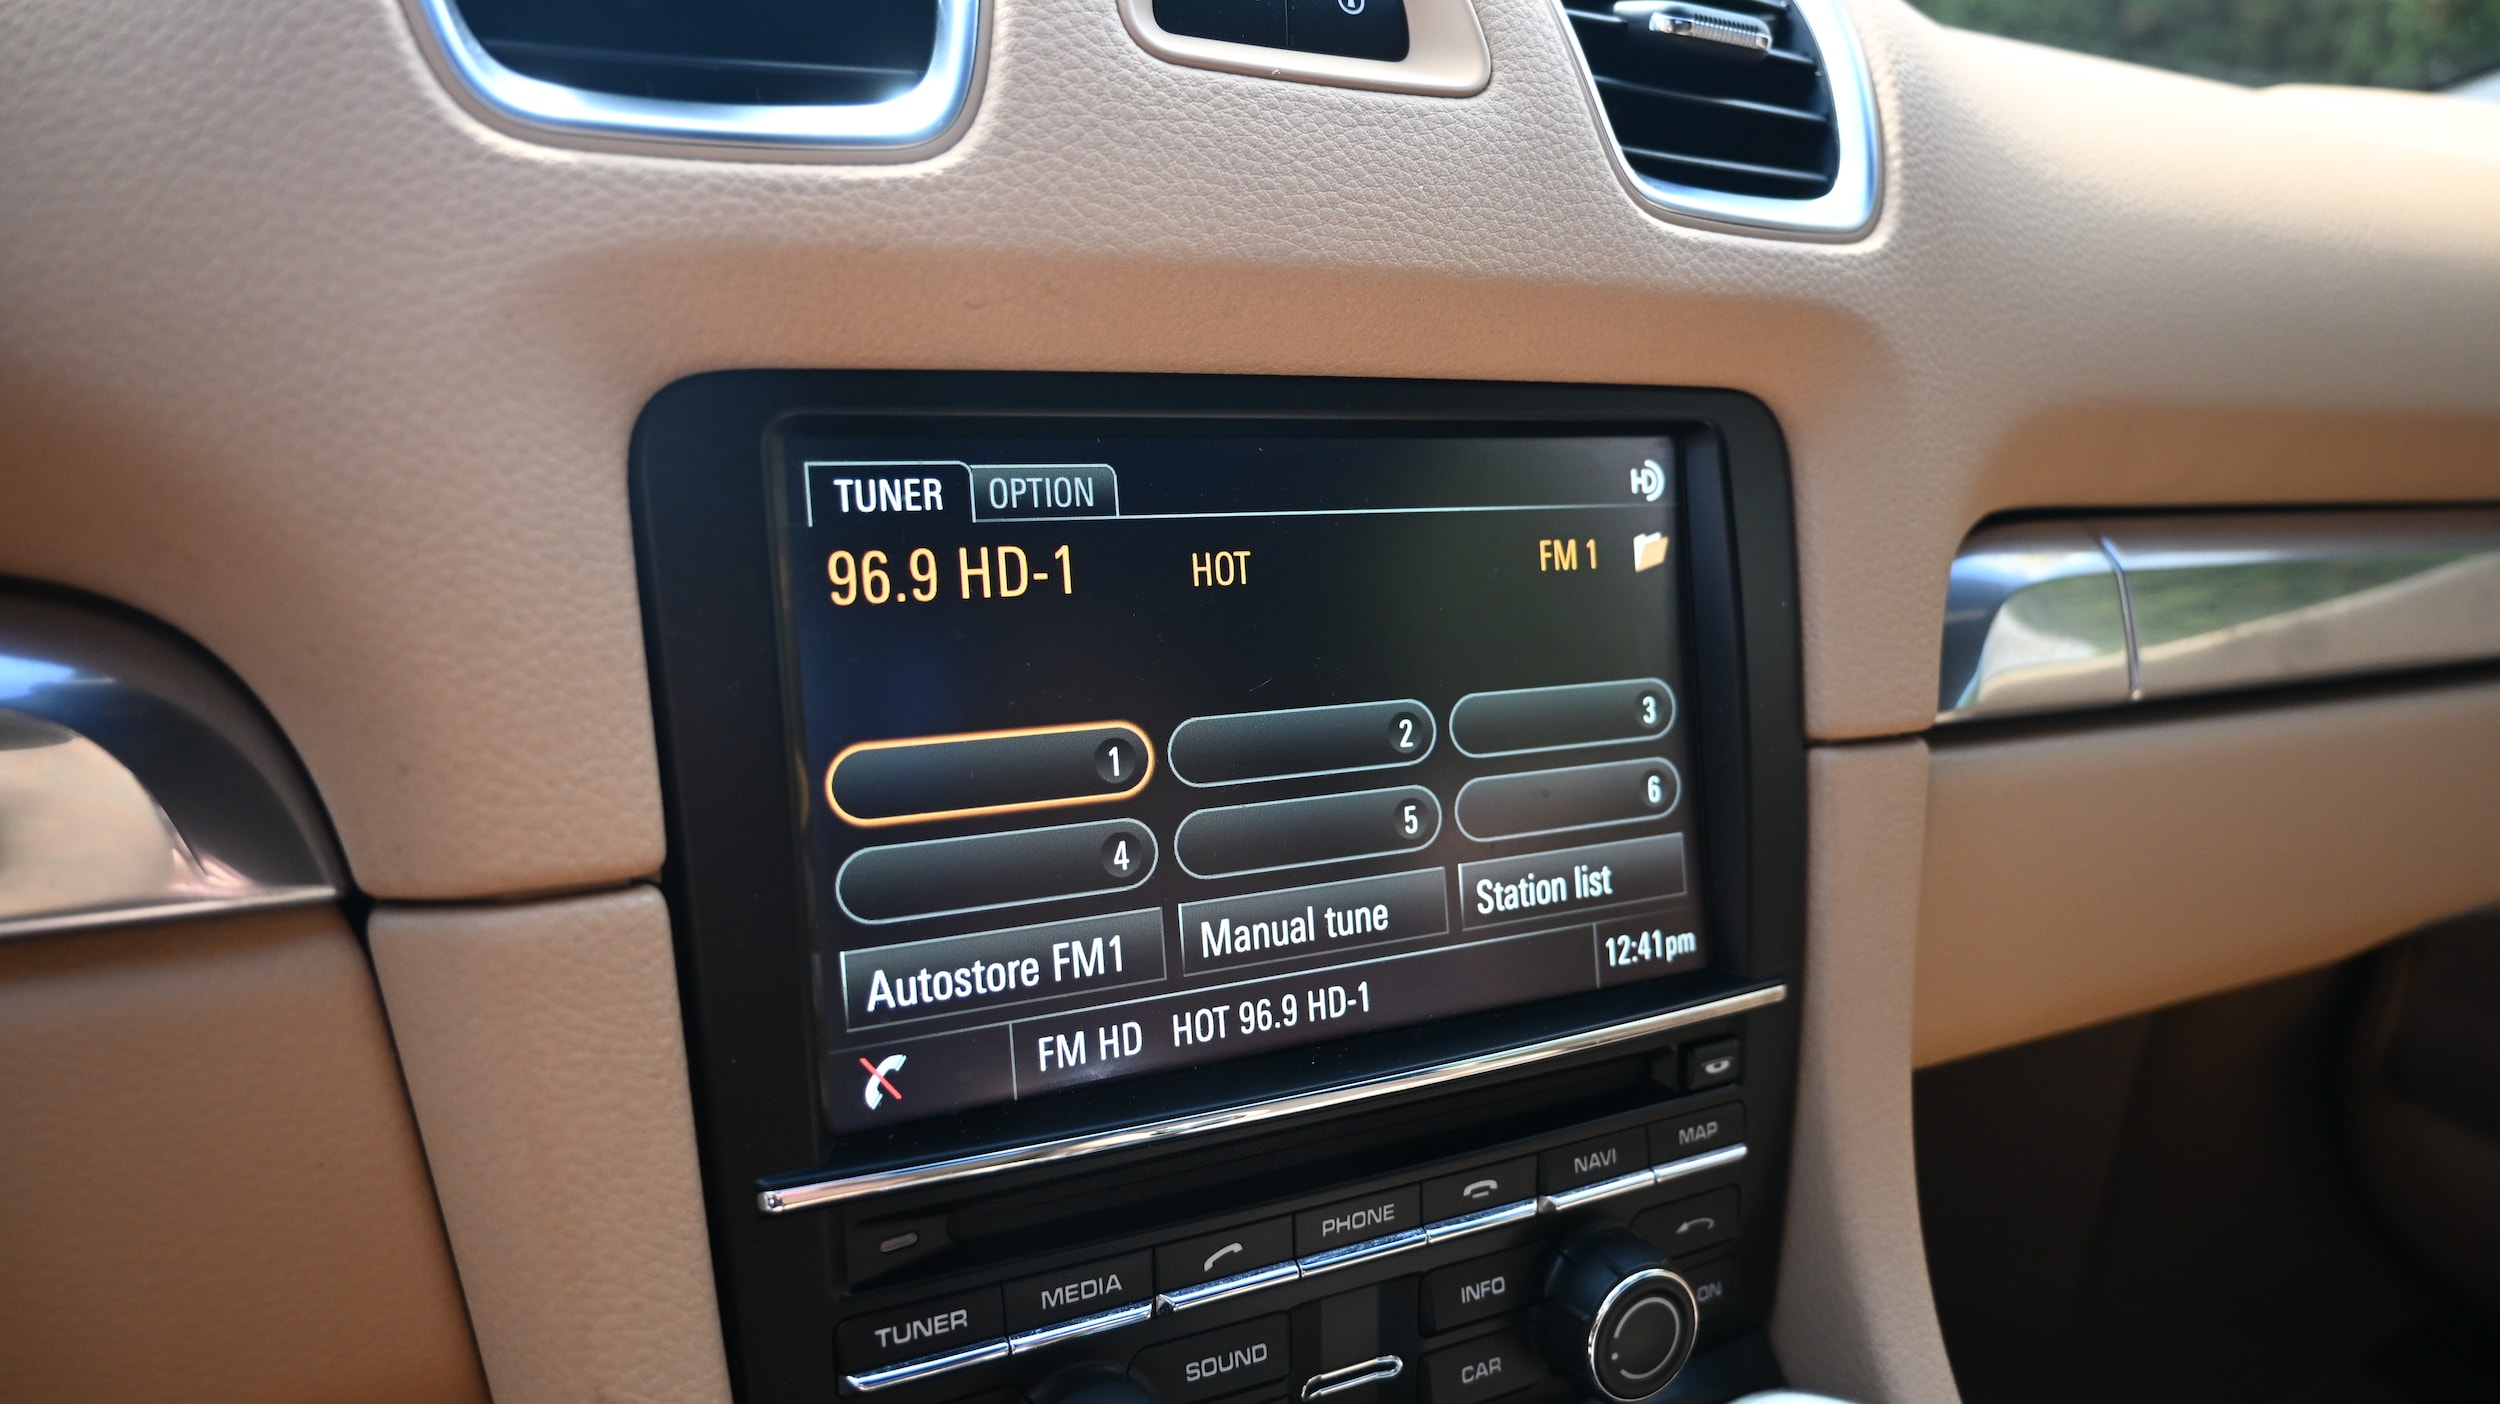 TUNER OPTION HD
96.9 HD-1 HOT FM 1
1 2 3
4 5 6
Autostore FM1 Manual tune Station list
FM HD HOT 96.9 HD-1 12:41pm
TUNER MEDIA PHONE NAVI MAP
SOUND INFO
CAR